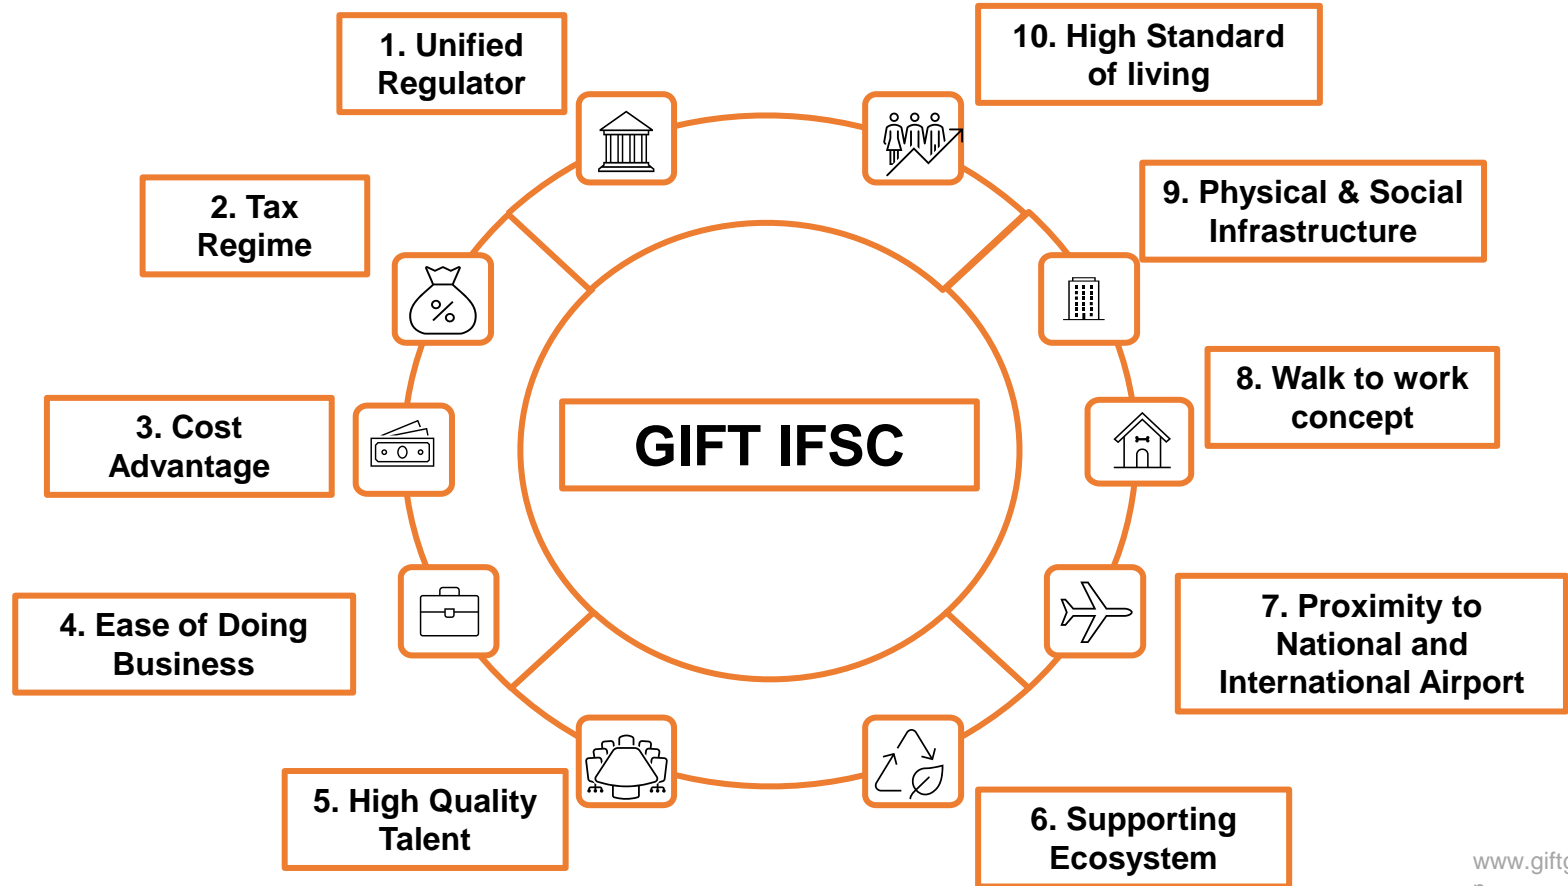 1. Unified
Regulator
2. Tax
Regime
3. Cost
Advantage
4. Ease of Doing
Business
5. High Quality
Talent
6. Supporting
Ecosystem
7. Proximity to
National and
International Airport
8. Walk to work
concept
9. Physical & Social
Infrastructure
10. High Standard
of living
GIFT IFSC
%